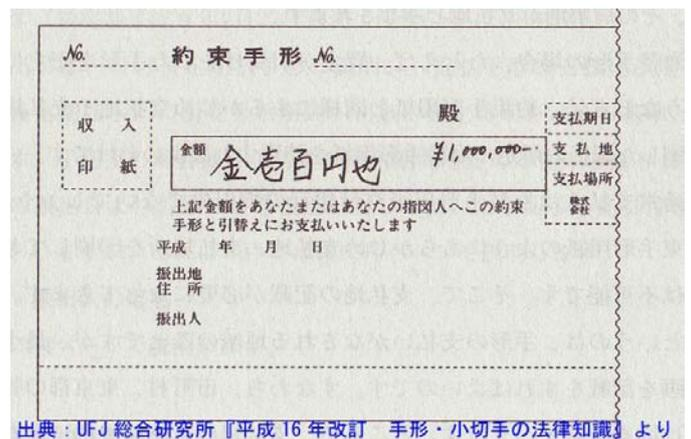 No. 約束手形 No.
殿
収入
印紙
金額 金壱百円也 ¥1,000,000-
支払期日
支払地
支払場所
株式
会社
上記金額をあなたまたはあなたの指図人へこの約束
手形と引替えにお支払いいたします
平成 年 月 日
振出地
住所
振出人
出典：UFJ総合研究所『平成16年改訂 手形・小切手の法律知識』より